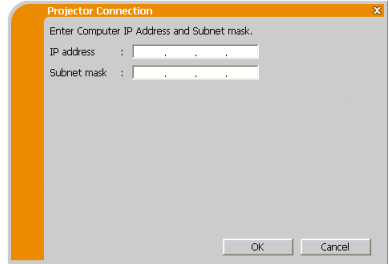 Projector Connection X
Enter Computer IP Address and Subnet mask.
IP address : . . .
Subnet mask : . . .
OK Cancel